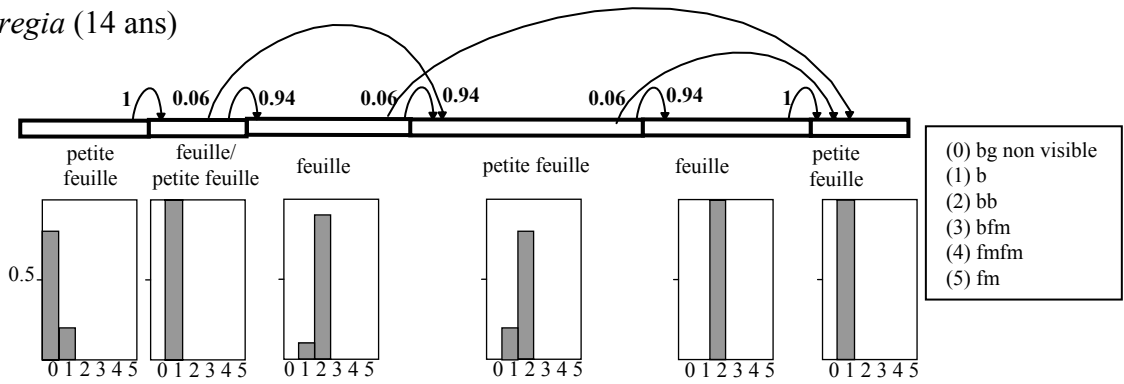 regia (14 ans)
1 0.06 0.94 0.06 0.94 0.06 0.94 1
petite feuille
feuille/ petite feuille
feuille
petite feuille
feuille
petite feuille
0.5
0 1 2 3 4 5
0 1 2 3 4 5
0 1 2 3 4 5
0 1 2 3 4 5
0 1 2 3 4 5
0 1 2 3 4 5
(0) bg non visible
(1) b
(2) bb
(3) bfm
(4) fmfm
(5) fm